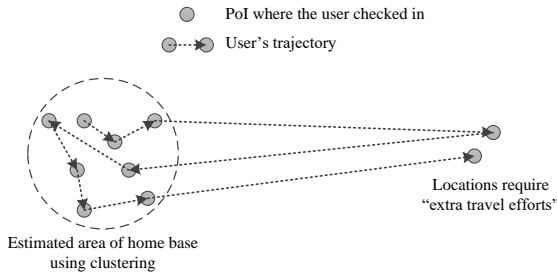 PoI where the user checked in
User's trajectory
Locations require
“extra travel efforts”
Estimated area of home base
using clustering